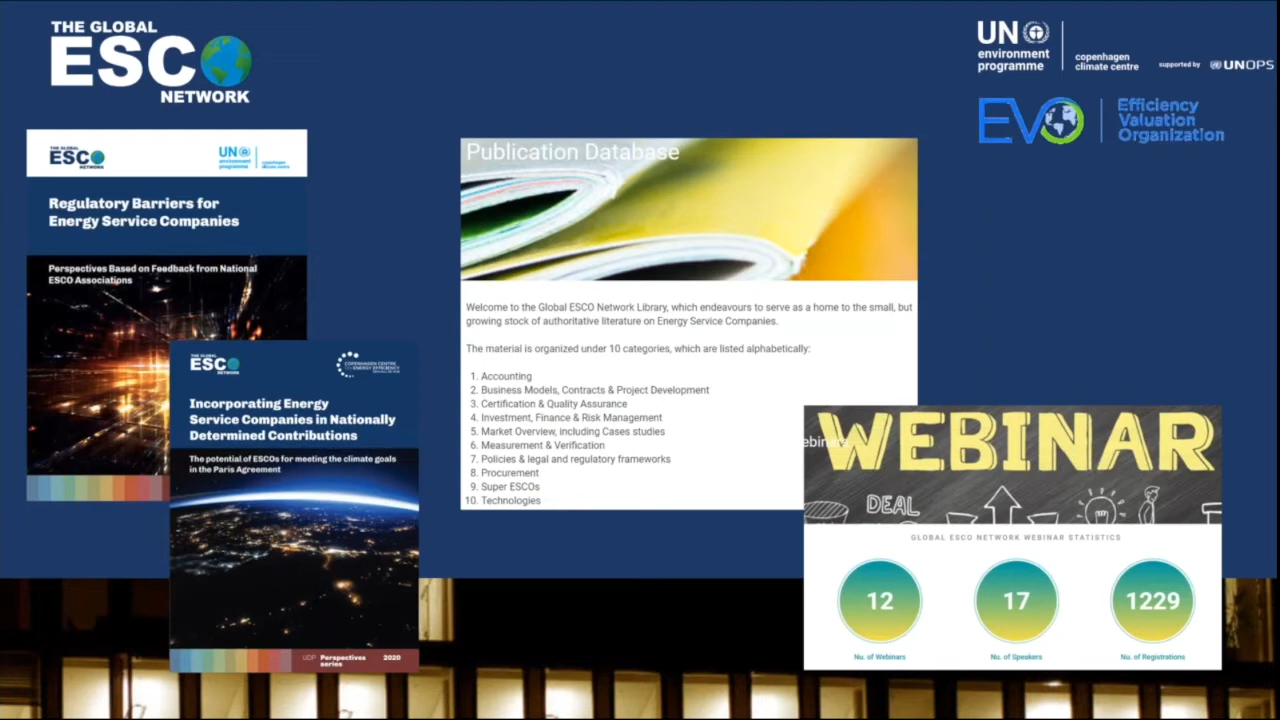 THE GLOBAL
ESCO
NETWORK
UN
environment
programme
copenhagen
climate centre
supported by
UNOPS
EVO
Efficiency
Valuation
Organization
THE GLOBAL
ESCO
NETWORK
UN
environment
programme
copenhagen
climate centre
Regulatory Barriers for
Energy Service Companies
Perspectives Based on Feedback from National
ESCO Associations
THE GLOBAL
ESCO
NETWORK
COPENHAGEN CENTRE
ON ENERGY EFFICIENCY
Incorporating Energy
Service Companies in Nationally
Determined Contributions
The potential of ESCOs for meeting the climate goals
in the Paris Agreement
UDP Perspectives
series
2020
Publication Database
Welcome to the Global ESCO Network Library, which endeavours to serve as a home to the small, but
growing stock of authoritative literature on Energy Service Companies.
The material is organized under 10 categories, which are listed alphabetically:
1. Accounting
2. Business Models, Contracts & Project Development
3. Certification & Quality Assurance
4. Investment, Finance & Risk Management
5. Market Overview, including Cases studies
6. Measurement & Verification
7. Policies & legal and regulatory frameworks
8. Procurement
9. Super ESCOs
10. Technologies
WEBINAR
ebinars
DEAL
GLOBAL ESCO NETWORK WEBINAR STATISTICS
12
17
1229
Nu. of Webinars
Nu. of Speakers
Nu. of Registrations